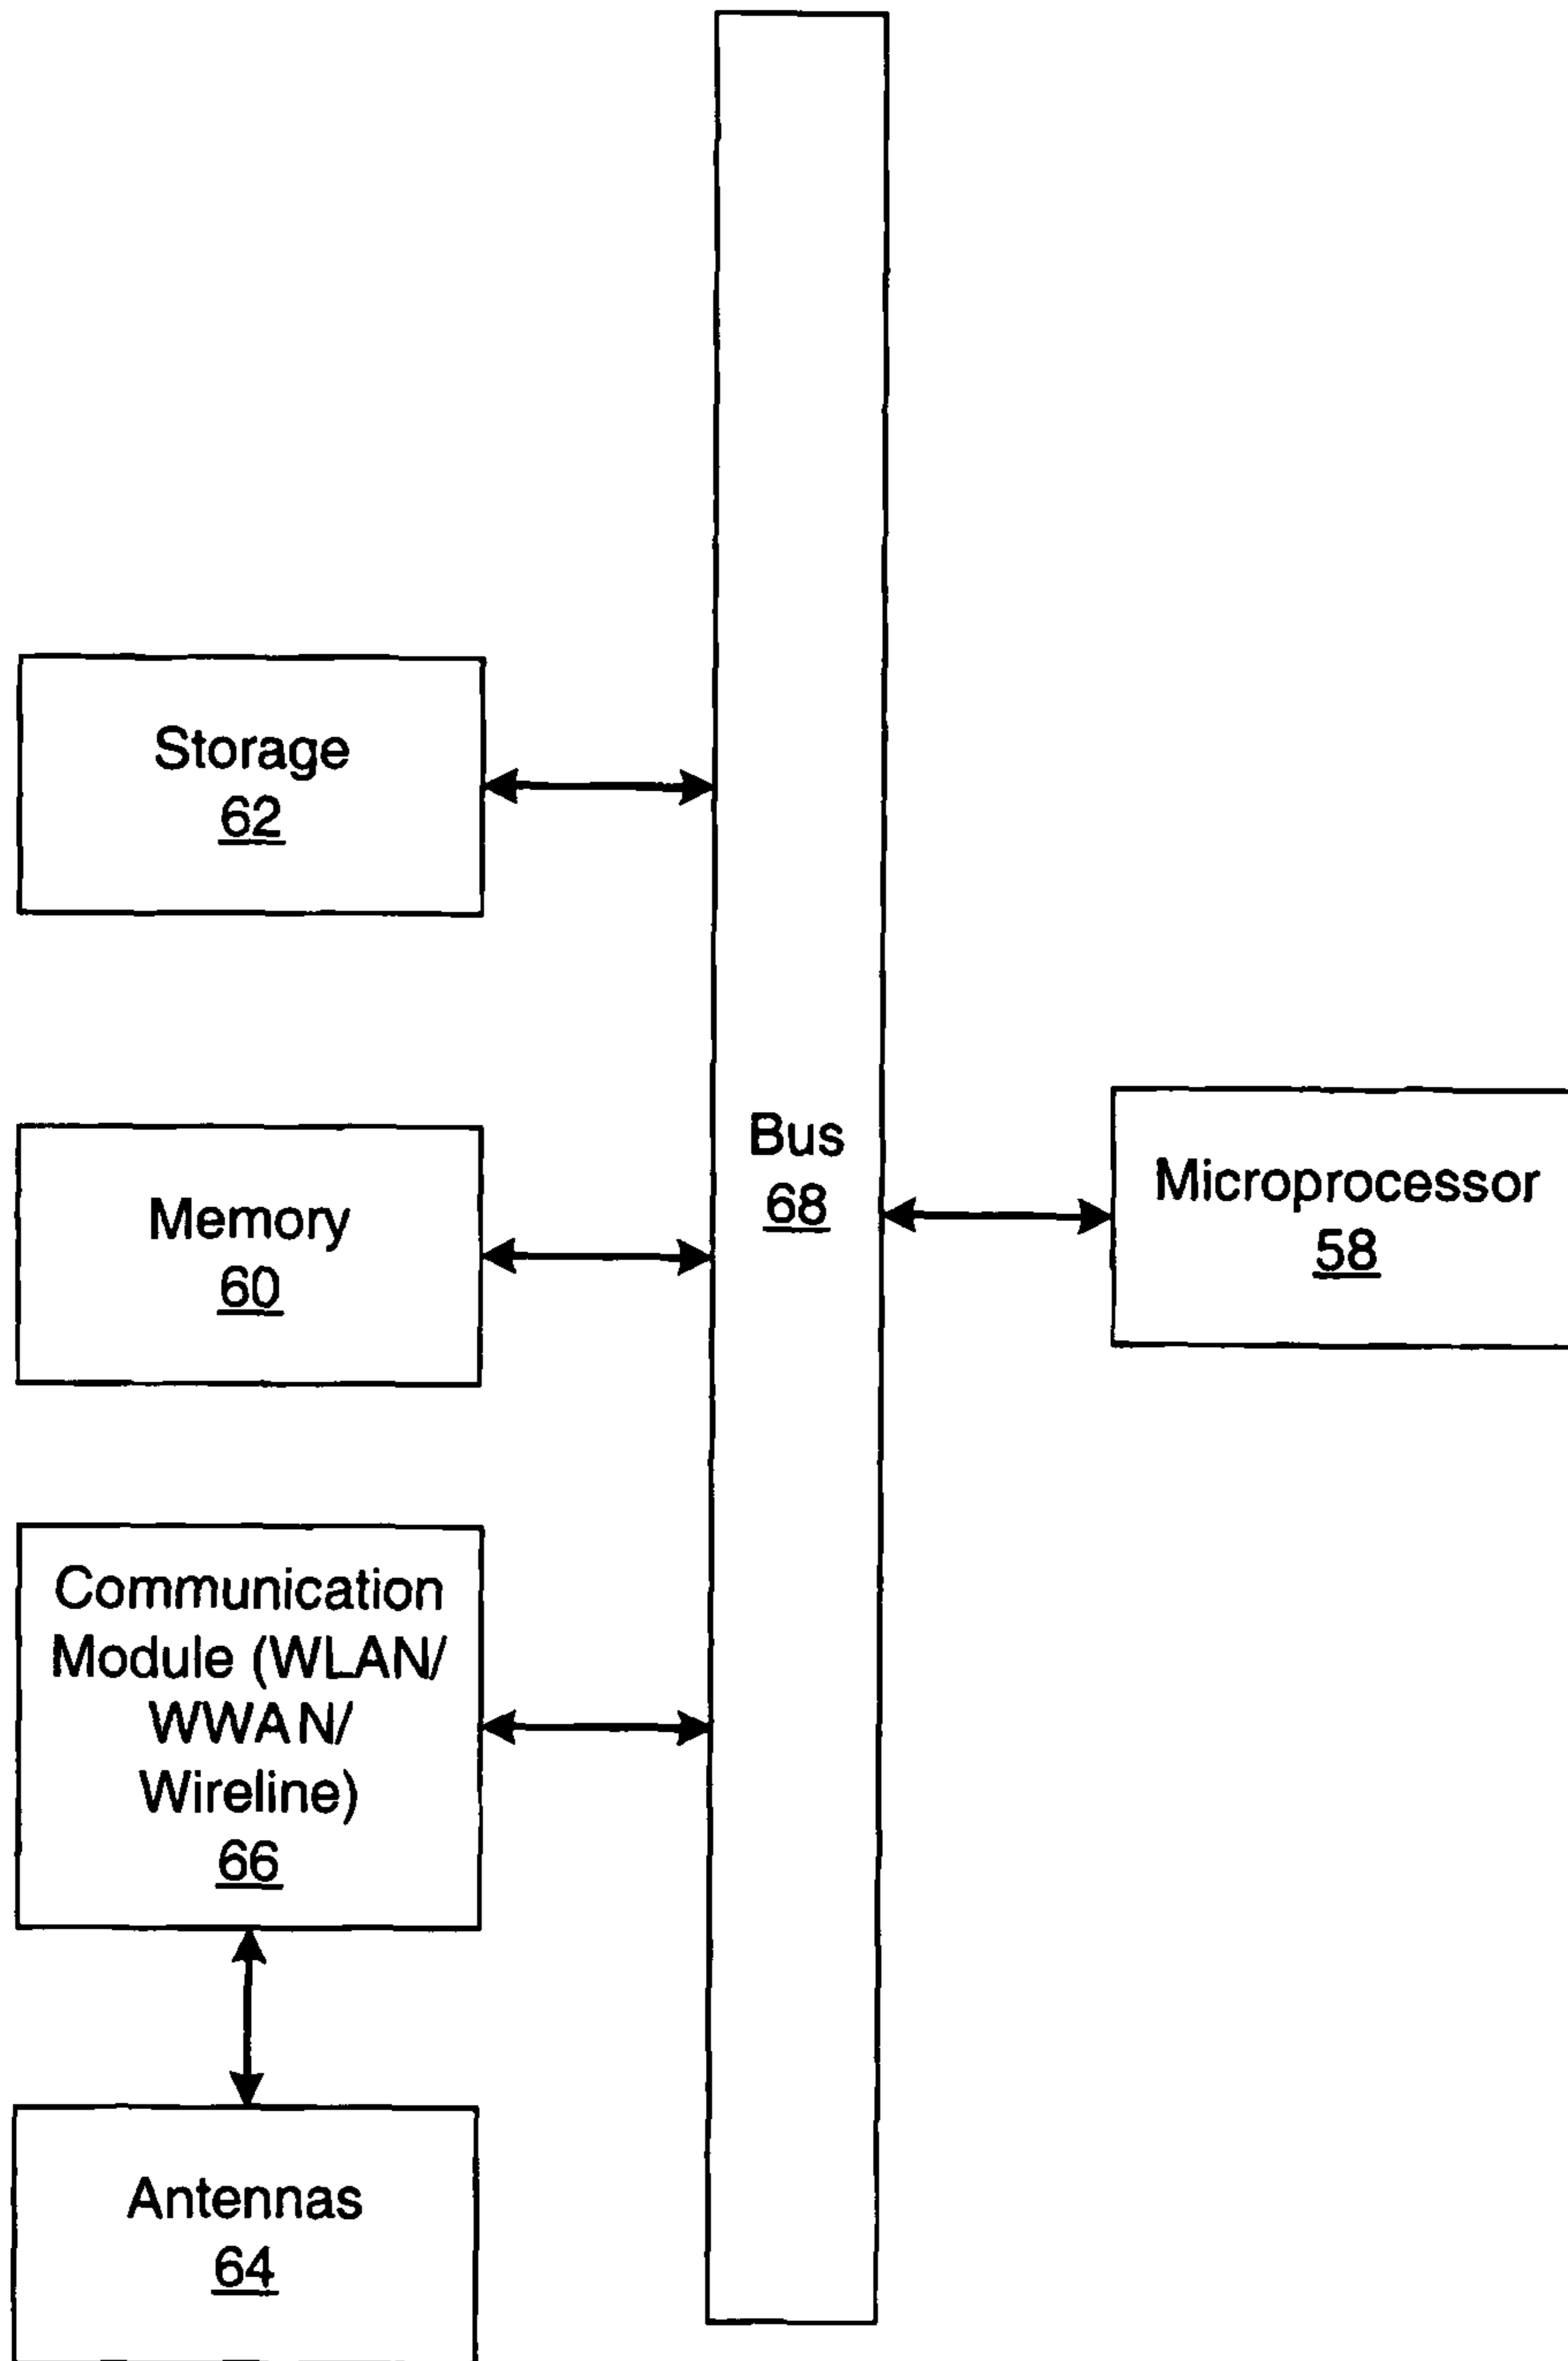 Storage
62
Memory
60
Communication
Module (WLAN/
WWAN/
Wireline)
66
Antennas
64
Bus
68
Microprocessor
58